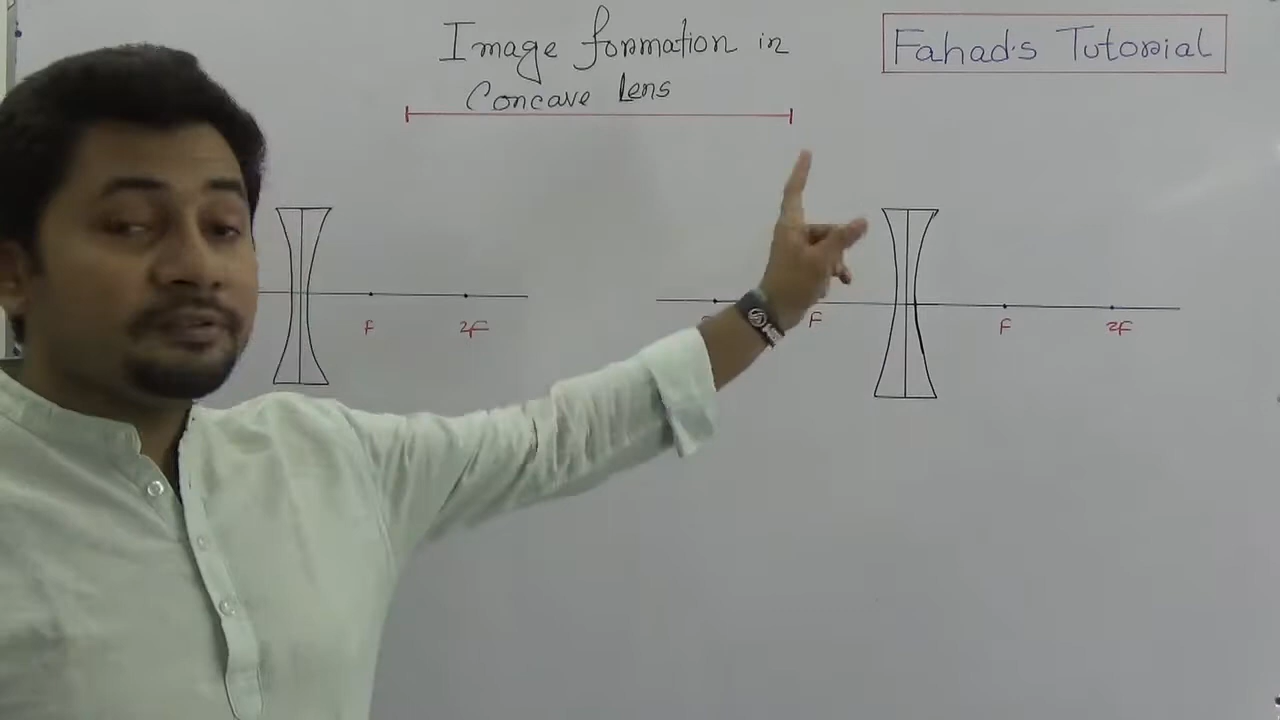 Image formation in
Concave Lens
Fahad's Tutorial
F 2F
F F 2F